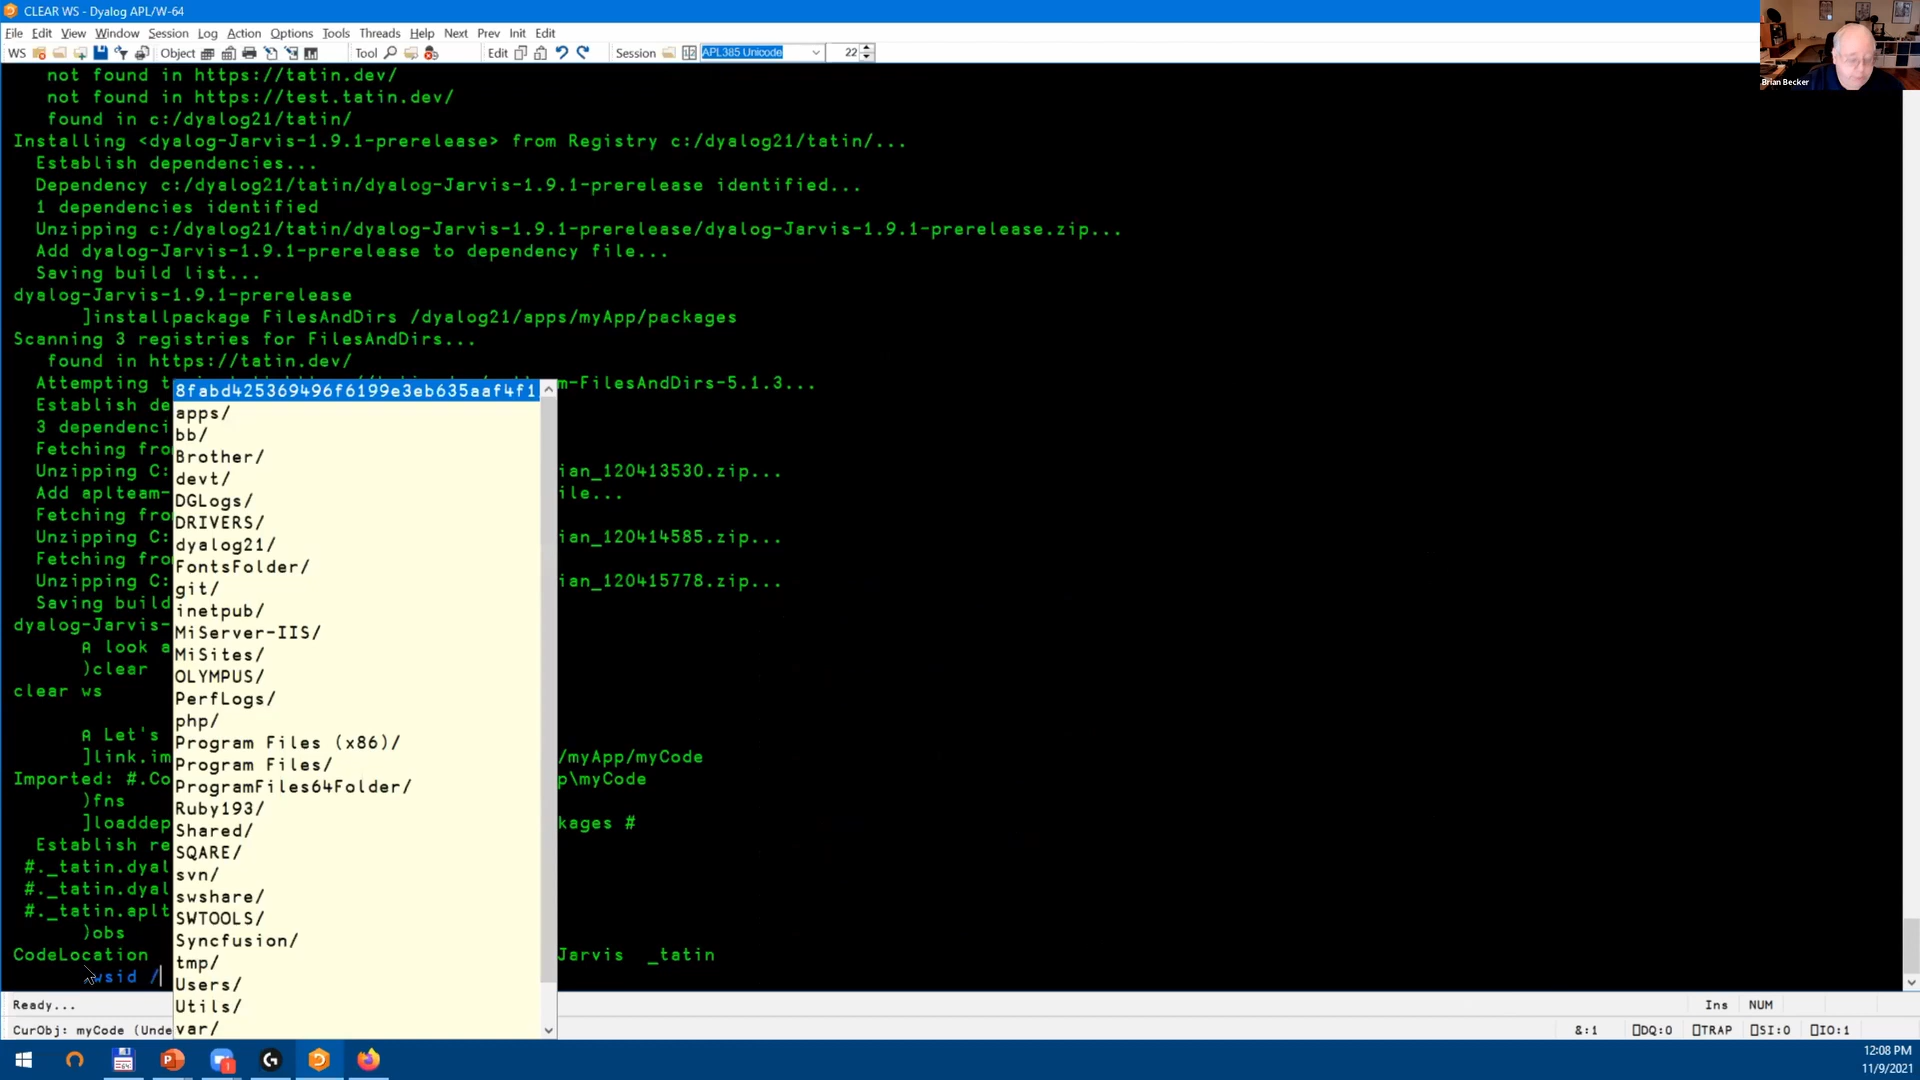 CLEAR WS - Dyalog APL/W-64
File Edit View Window Session Log Action Options Tools Threads Help Next Prev Init Edit
WS Object Tool Edit Session APL385 Unicode 22
Brian Becker
not found in https://tatin.dev/
not found in https://test.tatin.dev/
found in c:/dyalog21/tatin/
Installing <dyalog-Jarvis-1.9.1-prerelease> from Registry c:/dyalog21/tatin/...
Establish dependencies...
Dependency c:/dyalog21/tatin/dyalog-Jarvis-1.9.1-prerelease identified...
1 dependencies identified
Unzipping c:/dyalog21/tatin/dyalog-Jarvis-1.9.1-prerelease/dyalog-Jarvis-1.9.1-prerelease.zip...
Add dyalog-Jarvis-1.9.1-prerelease to dependency file...
Saving build list...
dyalog-Jarvis-1.9.1-prerelease
]installpackage FilesAndDirs /dyalog21/apps/myApp/packages
Scanning 3 registries for FilesAndDirs...
found in https://tatin.dev/
Attempting t m-FilesAndDirs-5.1.3...
Establish de
3 dependenci
Fetching fro
Unzipping C: ian_120413530.zip...
Add aplteam- ile...
Fetching fro
Unzipping C: ian_120414585.zip...
Fetching fro
Unzipping C: ian_120415778.zip...
Saving build
dyalog-Jarvis-
⍝ look a
)clear
clear ws
⍝ Let's
]link.im /myApp/myCode
Imported: #.Co p\myCode
)fns
]loaddep kages #
Establish re
#._tatin.dyal
#._tatin.dyal
#._tatin.aplt
)obs
CodeLocation Jarvis _tatin
wsid /
8fabd425369496f6199e3eb635aaf4f1
apps/
bb/
Brother/
devt/
DGLogs/
DRIVERS/
dyalog21/
FontsFolder/
git/
inetpub/
MiServer-IIS/
MiSites/
OLYMPUS/
PerfLogs/
php/
Program Files (x86)/
Program Files/
ProgramFiles64Folder/
Ruby193/
Shared/
SQARE/
svn/
swshare/
SWTOOLS/
Syncfusion/
tmp/
Users/
Utils/
var/
Ready... Ins NUM
CurObj: myCode (Unde &:1 ⎕DQ:0 ⎕TRAP ⎕SI:0 ⎕IO:1
12:08 PM
11/9/2021